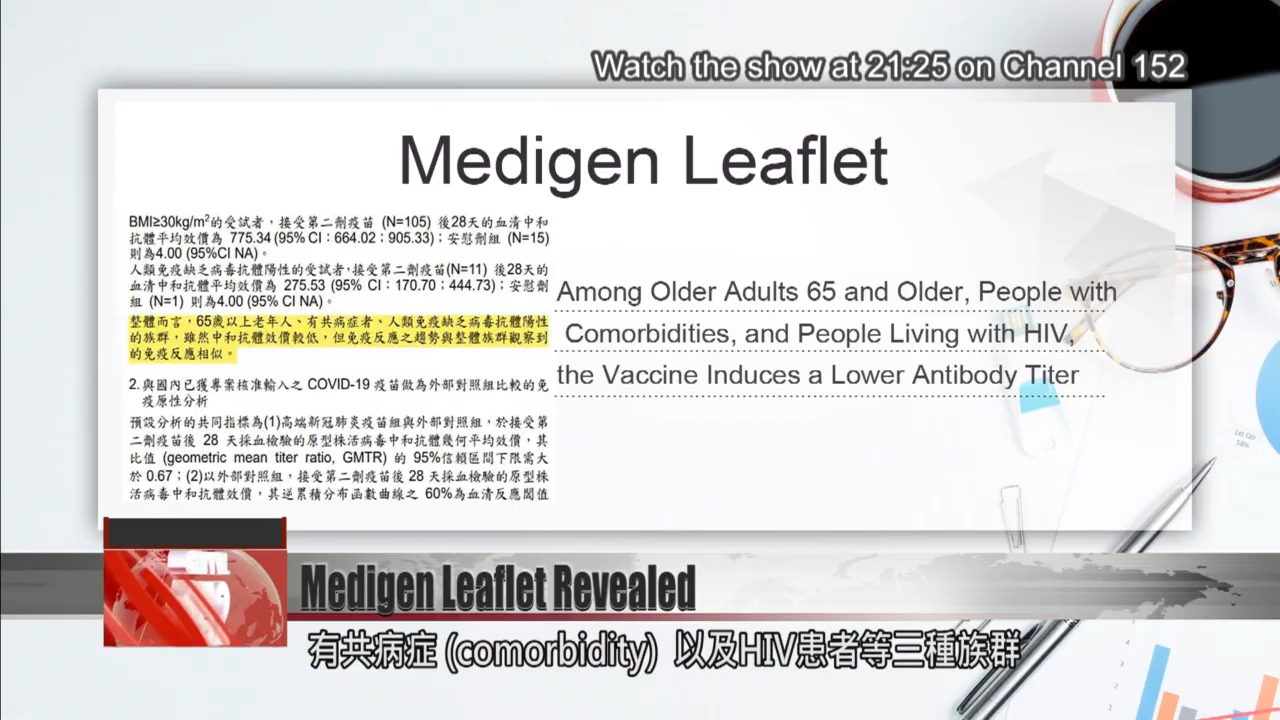 Watch the show at 21:25 on Channel 152
Medigen Leaflet
BMI≥30kg/m²的受試者，接受第二劑疫苗 (N=105) 後28天的血清中和
抗體平均效價為 775.34 (95% CI：664.02；905.33)；安慰劑組 (N=15)
則為4.00 (95%CI NA)。
人類免疫缺乏病毒抗體陽性的受試者，接受第二劑疫苗(N=11) 後28天的
血清中和抗體平均效價為 275.53 (95% CI：170.70；444.73)；安慰劑
組 (N=1) 則為4.00 (95% CI NA)。
整體而言，65歲以上老年人、有共病症者、人類免疫缺乏病毒抗體陽性
的族群，雖然中和抗體效價較低，但免疫反應之趨勢與整體族群觀察到
的免疫反應相似。
2. 與國內已獲專案核准輸入之 COVID-19 疫苗做為外部對照組比較的免
疫原性分析
預設分析的共同指標為(1)高端新冠肺炎疫苗組與外部對照組，於接受第
二劑疫苗後 28 天採血檢驗的原型株活病毒中和抗體幾何平均效價，其
比值 (geometric mean titer ratio, GMTR) 的 95%信賴區間下限需大
於 0.67；(2)以外部對照組，接受第二劑疫苗後 28 天採血檢驗的原型株
活病毒中和抗體效價，其逆累積分布函數曲線之 60%為血清反應閾值
Among Older Adults 65 and Older, People with
Comorbidities, and People Living with HIV,
the Vaccine Induces a Lower Antibody Titer
1st Qtr
58%
Medigen Leaflet Revealed
有共病症 (comorbidity) 以及HIV患者等三種族群
4
3
2
1